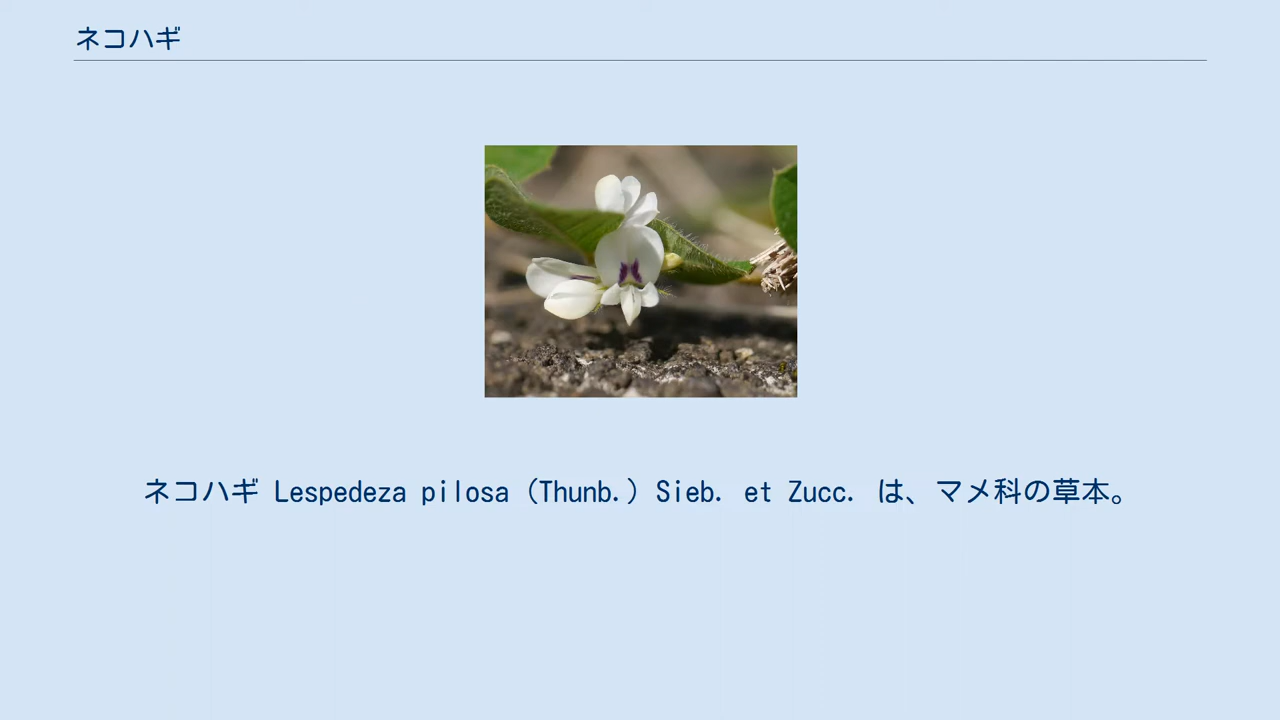 ネコハギ
ネコハギ Lespedeza pilosa (Thunb.) Sieb. et Zucc. は、マメ科の草本。